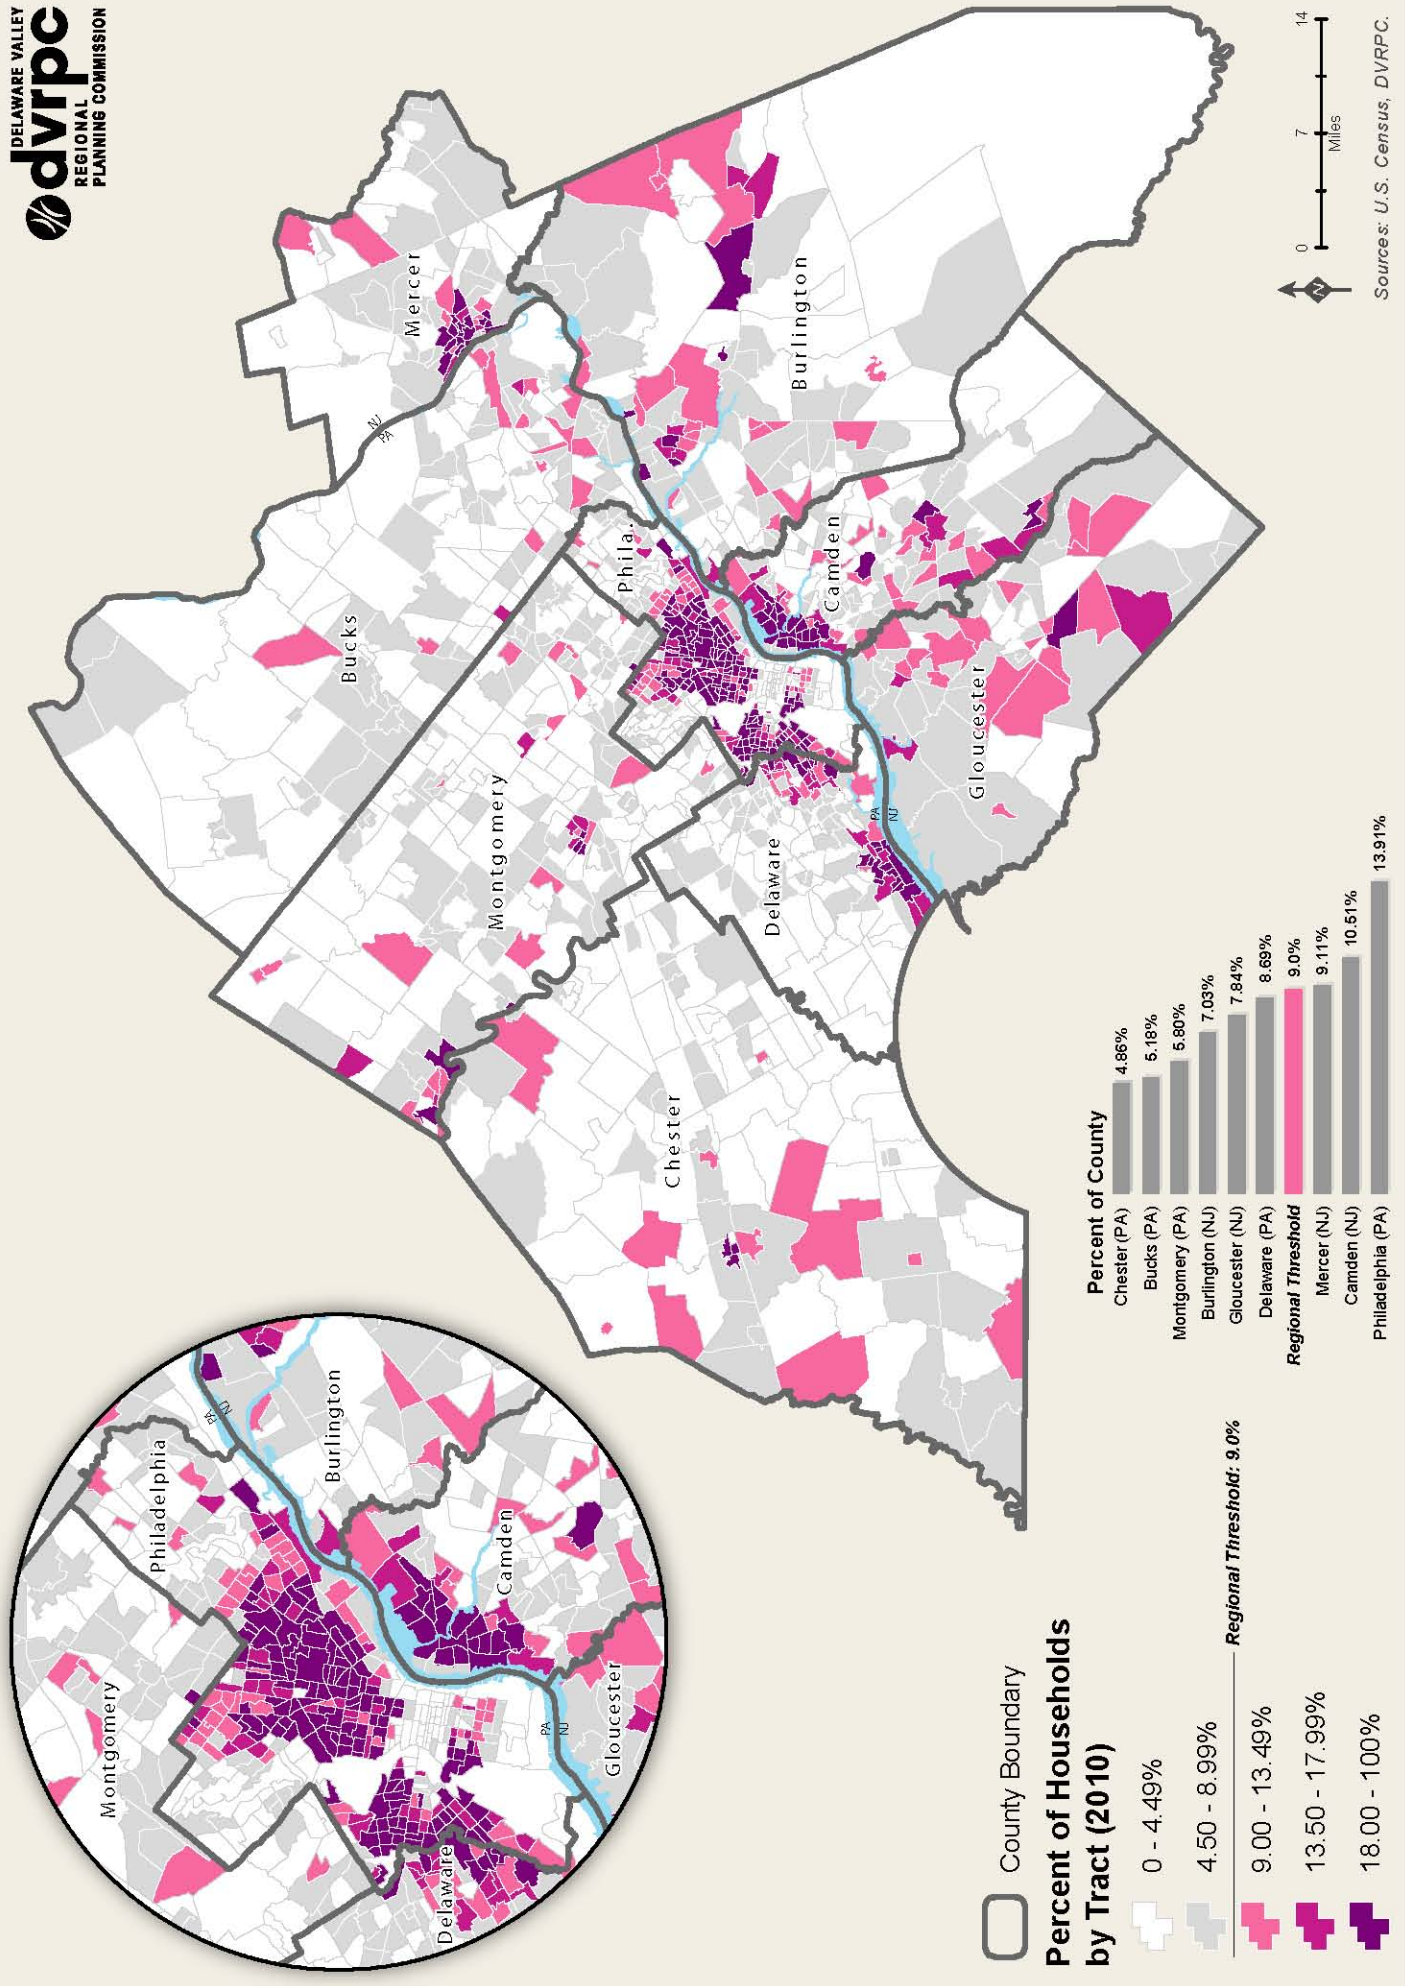 DELAWARE VALLEY
dvrpc
REGIONAL
PLANNING COMMISSION
Mercer
NJ
PA
Bucks
Phila.
Burlington
Camden
Montgomery
Gloucester
PA
NJ
Delaware
Chester
Montgomery
Philadelphia
PA
NJ
Burlington
Camden
PA
NJ
Gloucester
Delaware
County Boundary
Percent of Households
by Tract (2010)
0 - 4.49%
4.50 - 8.99%
Regional Threshold: 9.0%
9.00 - 13.49%
13.50 - 17.99%
18.00 - 100%
Percent of County
Chester (PA) 4.86%
Bucks (PA) 5.18%
Montgomery (PA) 5.80%
Burlington (NJ) 7.03%
Gloucester (NJ) 7.84%
Delaware (PA) 8.69%
Regional Threshold 9.0%
Mercer (NJ) 9.11%
Camden (NJ) 10.51%
Philadelphia (PA) 13.91%
N
0 7 14
Miles
Sources: U.S. Census, DVRPC.